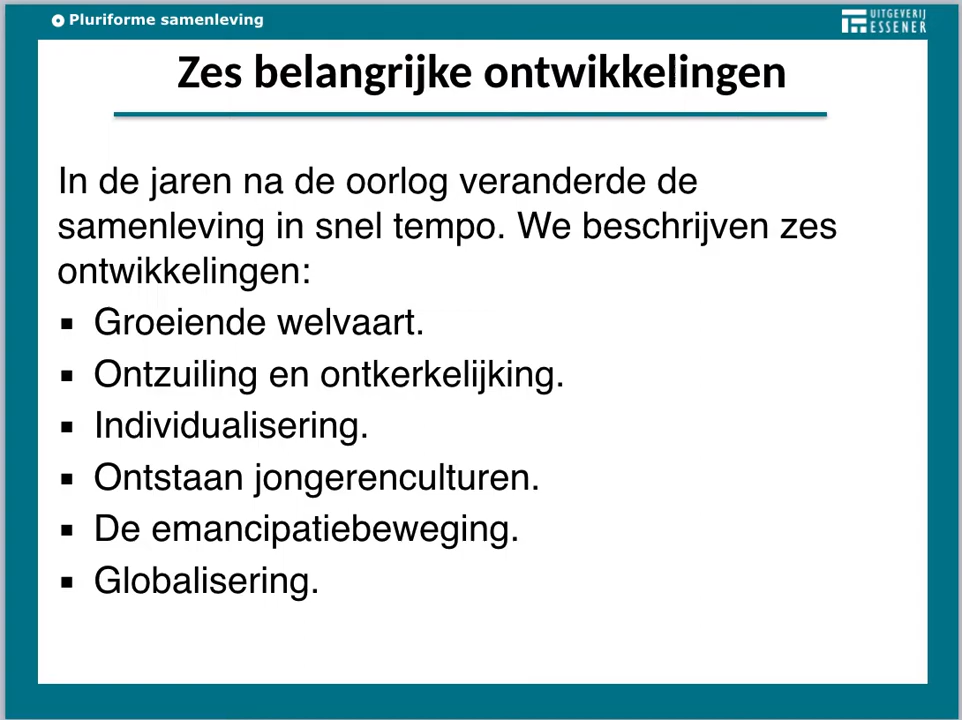 Pluriforme samenleving
UITGEVERIJ
ESSENER
Zes belangrijke ontwikkelingen
In de jaren na de oorlog veranderde de
samenleving in snel tempo. We beschrijven zes
ontwikkelingen:
▪ Groeiende welvaart.
▪ Ontzuiling en ontkerkelijking.
▪ Individualisering.
▪ Ontstaan jongerenculturen.
▪ De emancipatiebeweging.
▪ Globalisering.